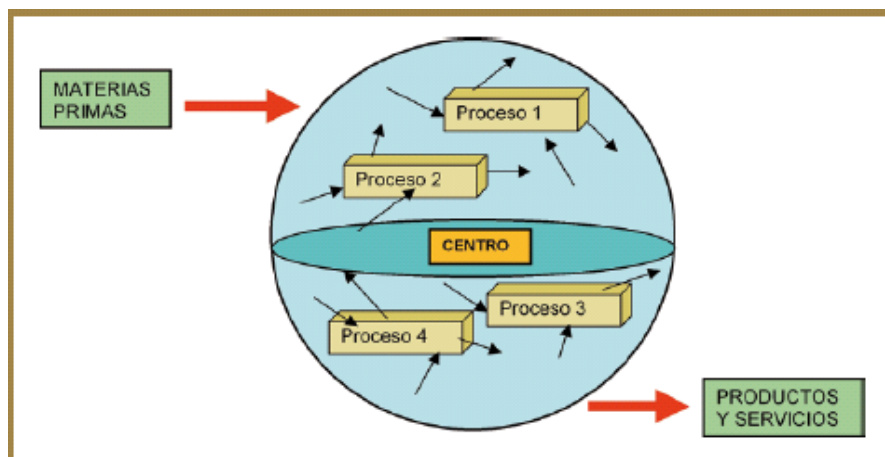 MATERIAS
PRIMAS
Proceso 1
Proceso 2
CENTRO
Proceso 3
Proceso 4
PRODUCTOS
Y SERVICIOS